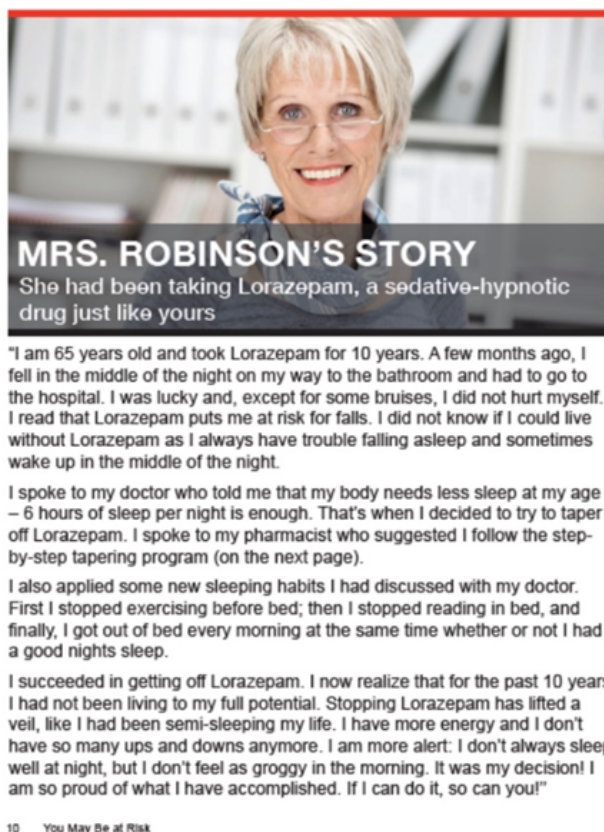 MRS. ROBINSON'S STORY
She had been taking Lorazepam, a sedative-hypnotic
drug just like yours
“I am 65 years old and took Lorazepam for 10 years. A few months ago, I
fell in the middle of the night on my way to the bathroom and had to go to
the hospital. I was lucky and, except for some bruises, I did not hurt myself.
I read that Lorazepam puts me at risk for falls. I did not know if I could live
without Lorazepam as I always have trouble falling asleep and sometimes
wake up in the middle of the night.
I spoke to my doctor who told me that my body needs less sleep at my age
– 6 hours of sleep per night is enough. That's when I decided to try to taper
off Lorazepam. I spoke to my pharmacist who suggested I follow the step-
by-step tapering program (on the next page).
I also applied some new sleeping habits I had discussed with my doctor.
First I stopped exercising before bed; then I stopped reading in bed, and
finally, I got out of bed every morning at the same time whether or not I had
a good nights sleep.
I succeeded in getting off Lorazepam. I now realize that for the past 10 years
I had not been living to my full potential. Stopping Lorazepam has lifted a
veil, like I had been semi-sleeping my life. I have more energy and I don't
have so many ups and downs anymore. I am more alert: I don't always sleep
well at night, but I don't feel as groggy in the morning. It was my decision! I
am so proud of what I have accomplished. If I can do it, so can you!”
10 You May Be at Risk